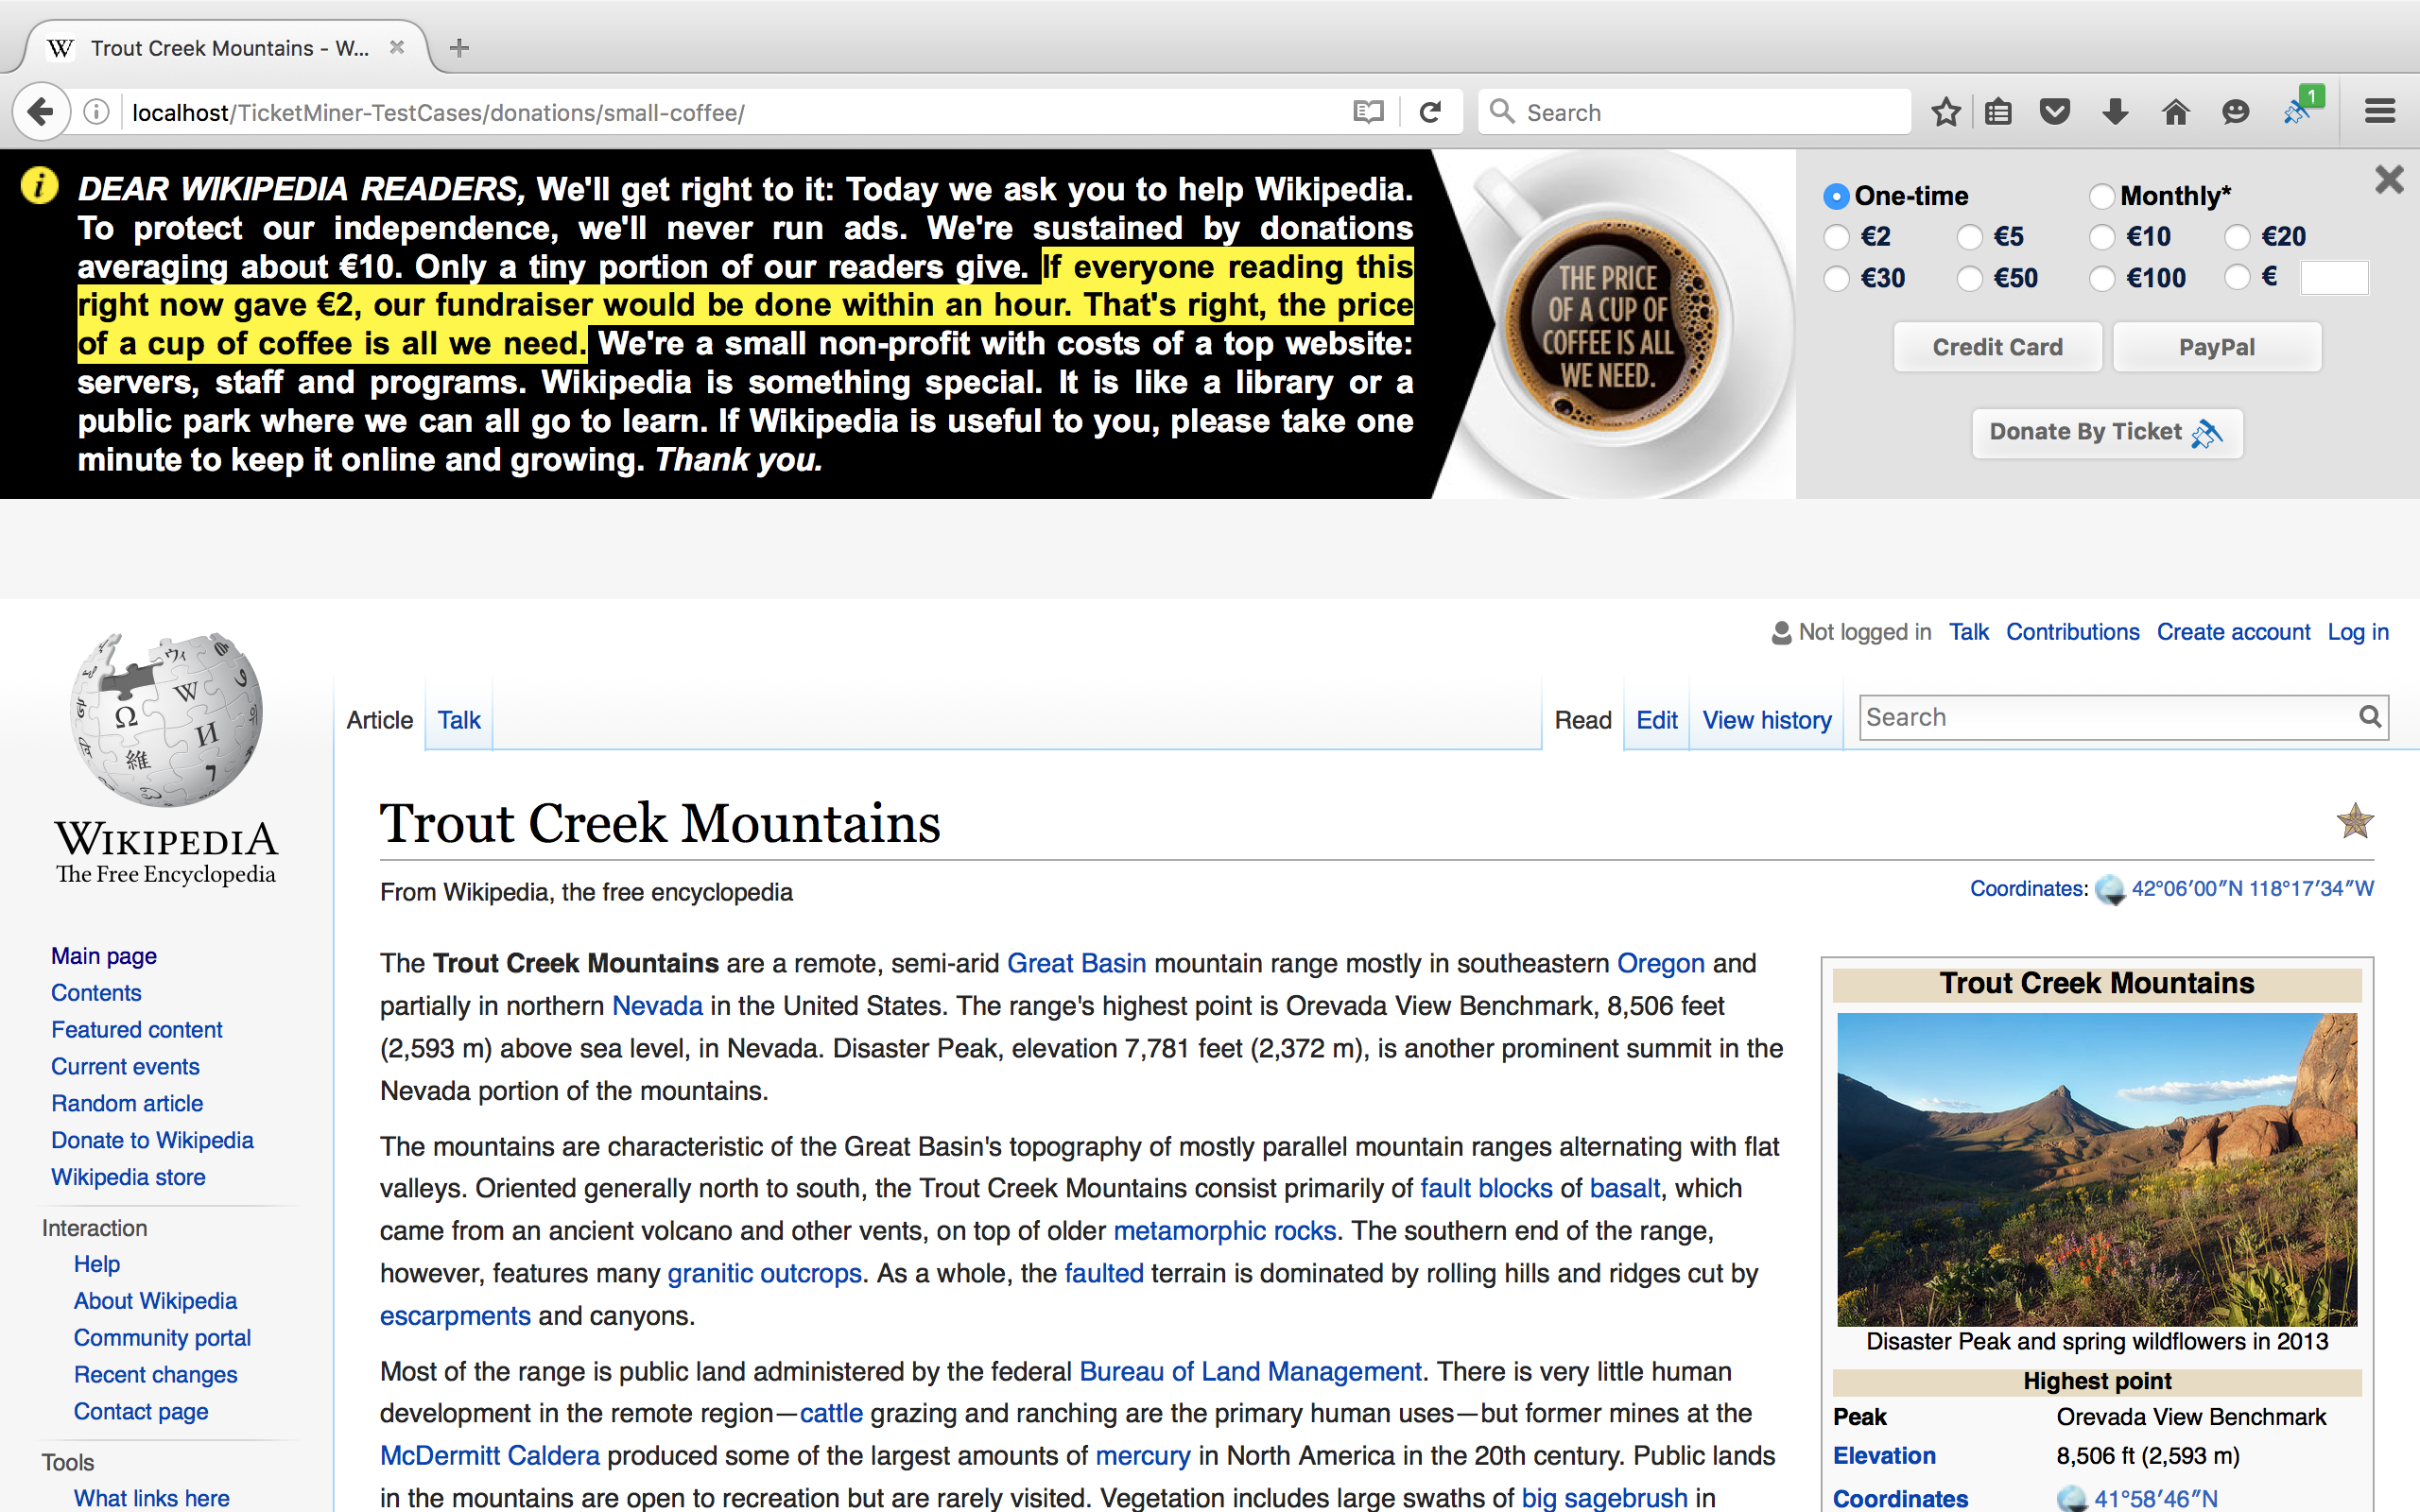 Trout Creek Mountains - W...
localhost/TicketMiner-TestCases/donations/small-coffee/
Search
1
DEAR WIKIPEDIA READERS, We'll get right to it: Today we ask you to help Wikipedia.
To protect our independence, we'll never run ads. We're sustained by donations
averaging about €10. Only a tiny portion of our readers give. If everyone reading this
right now gave €2, our fundraiser would be done within an hour. That's right, the price
of a cup of coffee is all we need. We're a small non-profit with costs of a top website:
servers, staff and programs. Wikipedia is something special. It is like a library or a
public park where we can all go to learn. If Wikipedia is useful to you, please take one
minute to keep it online and growing. Thank you.
THE PRICE
OF A CUP OF
COFFEE IS ALL
WE NEED.
One-time Monthly*
€2 €5 €10 €20
€30 €50 €100 €
Credit Card PayPal
Donate By Ticket
Not logged in Talk Contributions Create account Log in
Article Talk Read Edit View history Search
WIKIPEDIA
The Free Encyclopedia
Main page
Contents
Featured content
Current events
Random article
Donate to Wikipedia
Wikipedia store
Interaction
Help
About Wikipedia
Community portal
Recent changes
Contact page
Tools
What links here
Trout Creek Mountains
From Wikipedia, the free encyclopedia
Coordinates: 42°06′00″N 118°17′34″W
The Trout Creek Mountains are a remote, semi-arid Great Basin mountain range mostly in southeastern Oregon and
partially in northern Nevada in the United States. The range's highest point is Orevada View Benchmark, 8,506 feet
(2,593 m) above sea level, in Nevada. Disaster Peak, elevation 7,781 feet (2,372 m), is another prominent summit in the
Nevada portion of the mountains.
The mountains are characteristic of the Great Basin's topography of mostly parallel mountain ranges alternating with flat
valleys. Oriented generally north to south, the Trout Creek Mountains consist primarily of fault blocks of basalt, which
came from an ancient volcano and other vents, on top of older metamorphic rocks. The southern end of the range,
however, features many granitic outcrops. As a whole, the faulted terrain is dominated by rolling hills and ridges cut by
escarpments and canyons.
Most of the range is public land administered by the federal Bureau of Land Management. There is very little human
development in the remote region—cattle grazing and ranching are the primary human uses—but former mines at the
McDermitt Caldera produced some of the largest amounts of mercury in North America in the 20th century. Public lands
in the mountains are open to recreation but are rarely visited. Vegetation includes large swaths of big sagebrush in
Trout Creek Mountains
Disaster Peak and spring wildflowers in 2013
Highest point
Peak Orevada View Benchmark
Elevation 8,506 ft (2,593 m)
Coordinates 41°58′46″N